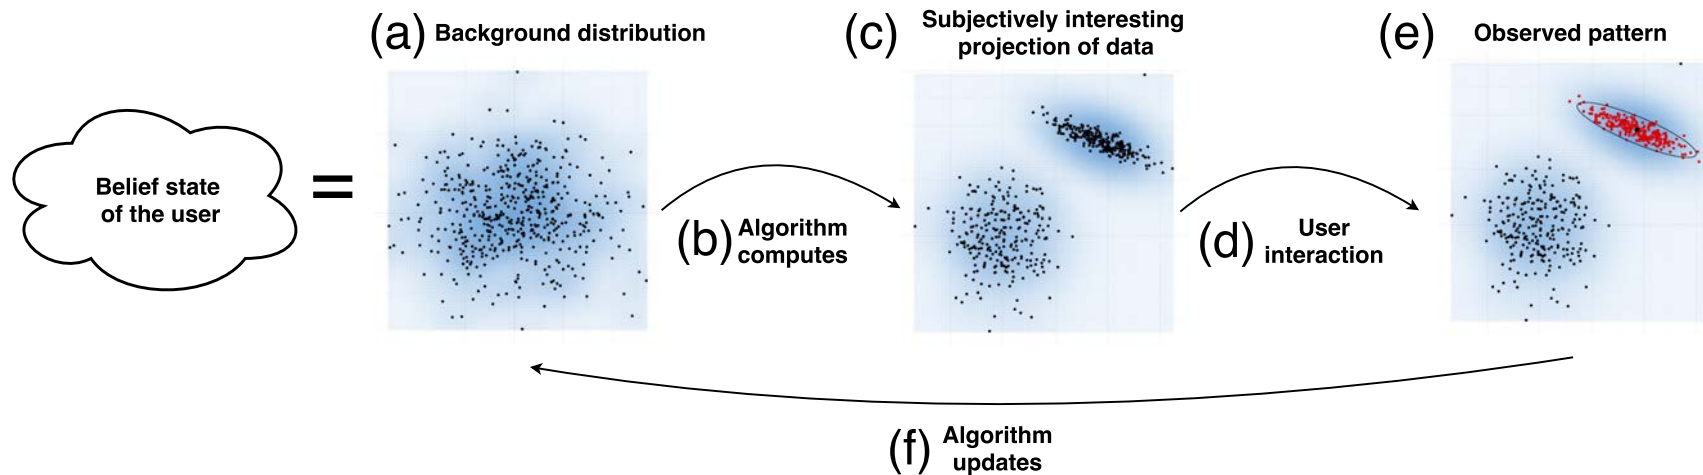 Belief state
of the user
=
(a) Background distribution
(b) Algorithm
computes
(c) Subjectively interesting
projection of data
(d) User
interaction
(e) Observed pattern
(f) Algorithm
updates